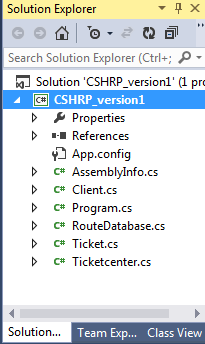 Solution Explorer
Search Solution Explorer (Ctrl+;
Solution 'CSHRP_version1' (1 pro
C# CSHRP_version1
Properties
References
App.config
C# AssemblyInfo.cs
C# Client.cs
C# Program.cs
C# RouteDatabase.cs
C# Ticket.cs
C# Ticketcenter.cs
Solution... Team Exp... Class View